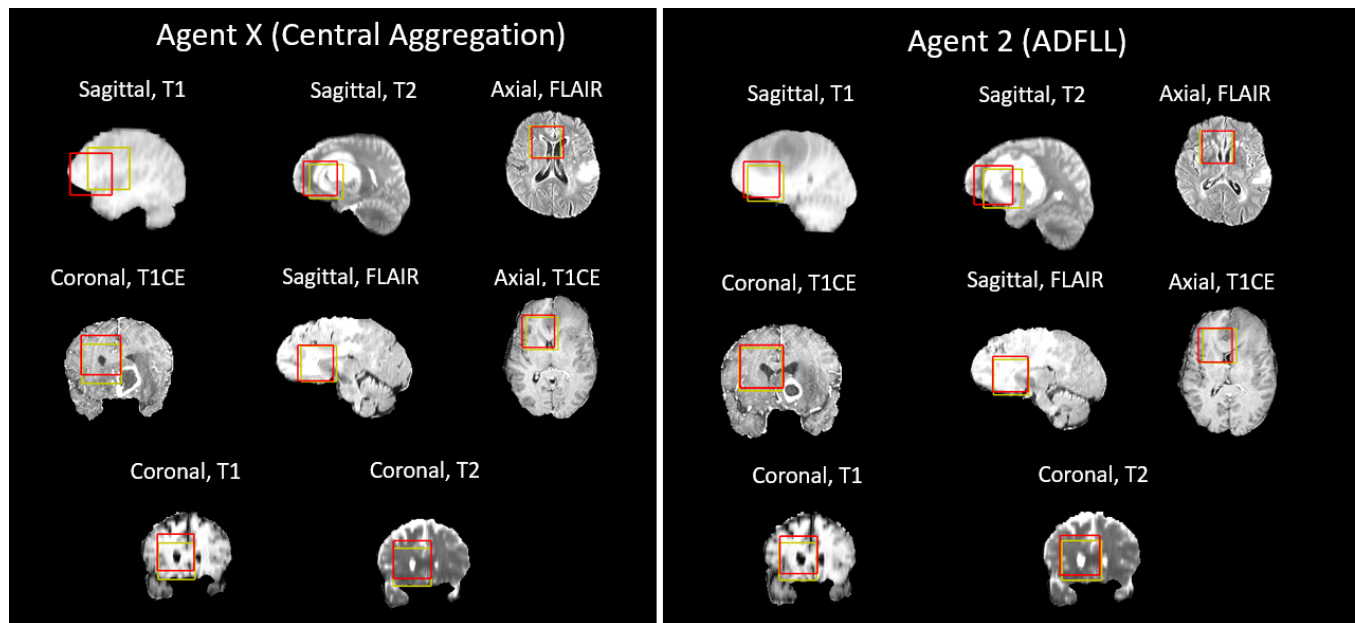 Agent X (Central Aggregation)
Sagittal, T1
Sagittal, T2
Axial, FLAIR
Coronal, T1CE
Sagittal, FLAIR
Axial, T1CE
Coronal, T1
Coronal, T2
Agent 2 (ADFLL)
Sagittal, T1
Sagittal, T2
Axial, FLAIR
Coronal, T1CE
Sagittal, FLAIR
Axial, T1CE
Coronal, T1
Coronal, T2